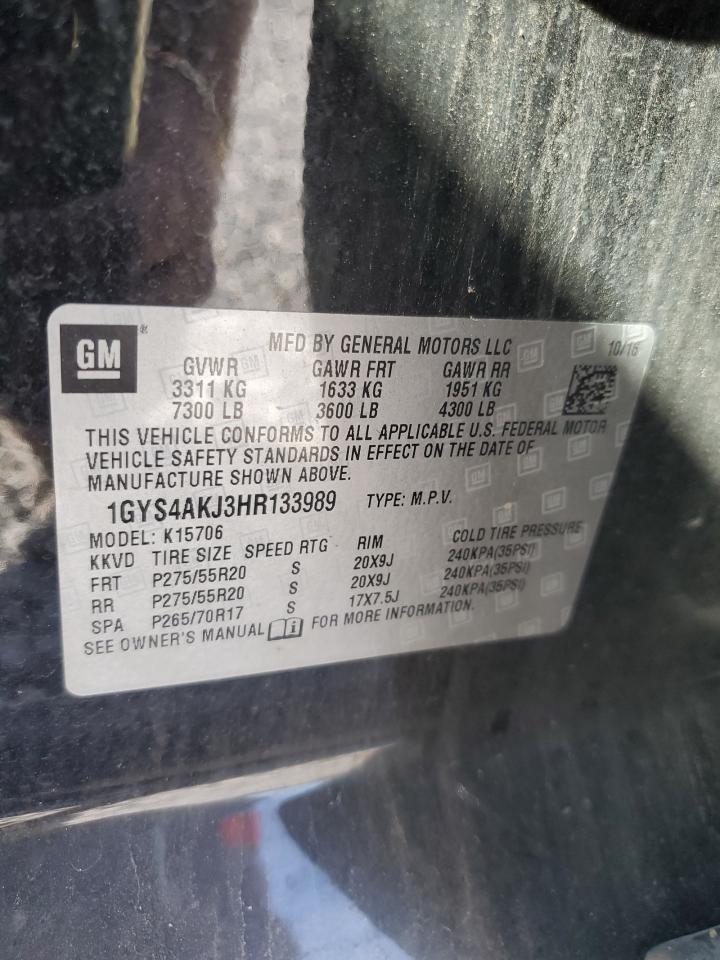 GM
MFD BY GENERAL MOTORS LLC 10/16
GVWR GAWR FRT GAWR RR
3311 KG 1633 KG 1951 KG
7300 LB 3600 LB 4300 LB
THIS VEHICLE CONFORMS TO ALL APPLICABLE U.S. FEDERAL MOTOR
VEHICLE SAFETY STANDARDS IN EFFECT ON THE DATE OF
MANUFACTURE SHOWN ABOVE.
1GYS4AKJ3HR133989 TYPE: M.P.V.
MODEL: K15706
KKVD TIRE SIZE SPEED RTG RIM COLD TIRE PRESSURE
FRT P275/55R20 S 20X9J 240KPA(35PSI)
RR P275/55R20 S 20X9J 240KPA(35PSI)
SPA P265/70R17 S 17X7.5J 240KPA(35PSI)
SEE OWNER'S MANUAL i FOR MORE INFORMATION.